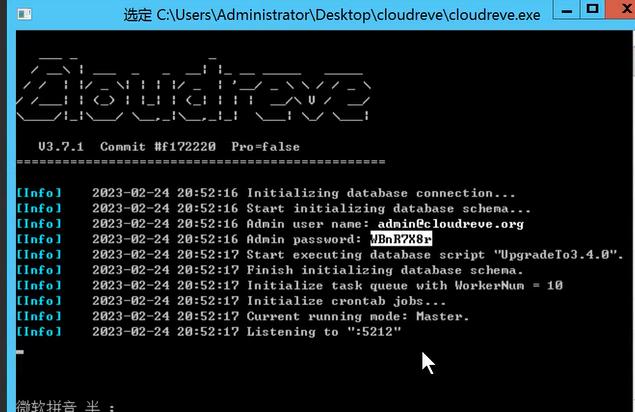 选定 C:\Users\Administrator\Desktop\cloudreve\cloudreve.exe
Cloudreve
V3.7.1 Commit #f172220 Pro=false
================================================
[Info] 2023-02-24 20:52:16 Initializing database connection...
[Info] 2023-02-24 20:52:16 Start initializing database schema...
[Info] 2023-02-24 20:52:16 Admin user name: admin@cloudreve.org
[Info] 2023-02-24 20:52:16 Admin password: WBnR7X8r
[Info] 2023-02-24 20:52:17 Start executing database script "UpgradeTo3.4.0".
[Info] 2023-02-24 20:52:17 Finish initializing database schema.
[Info] 2023-02-24 20:52:17 Initialize task queue with WorkerNum = 10
[Info] 2023-02-24 20:52:17 Initialize crontab jobs...
[Info] 2023-02-24 20:52:17 Current running mode: Master.
[Info] 2023-02-24 20:52:17 Listening to ":5212"
微软拼音 半 :